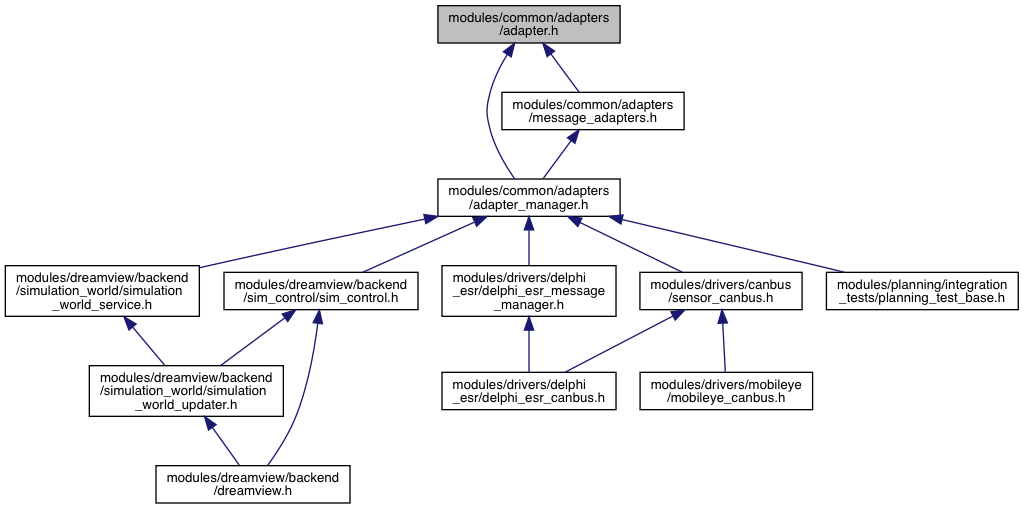 modules/common/adapters
/adapter.h
modules/common/adapters
/message_adapters.h
modules/common/adapters
/adapter_manager.h
modules/dreamview/backend
/simulation_world/simulation
_world_service.h
modules/dreamview/backend
/sim_control/sim_control.h
modules/drivers/delphi
_esr/delphi_esr_message
_manager.h
modules/drivers/canbus
/sensor_canbus.h
modules/planning/integration
_tests/planning_test_base.h
modules/dreamview/backend
/simulation_world/simulation
_world_updater.h
modules/drivers/delphi
_esr/delphi_esr_canbus.h
modules/drivers/mobileye
/mobileye_canbus.h
modules/dreamview/backend
/dreamview.h